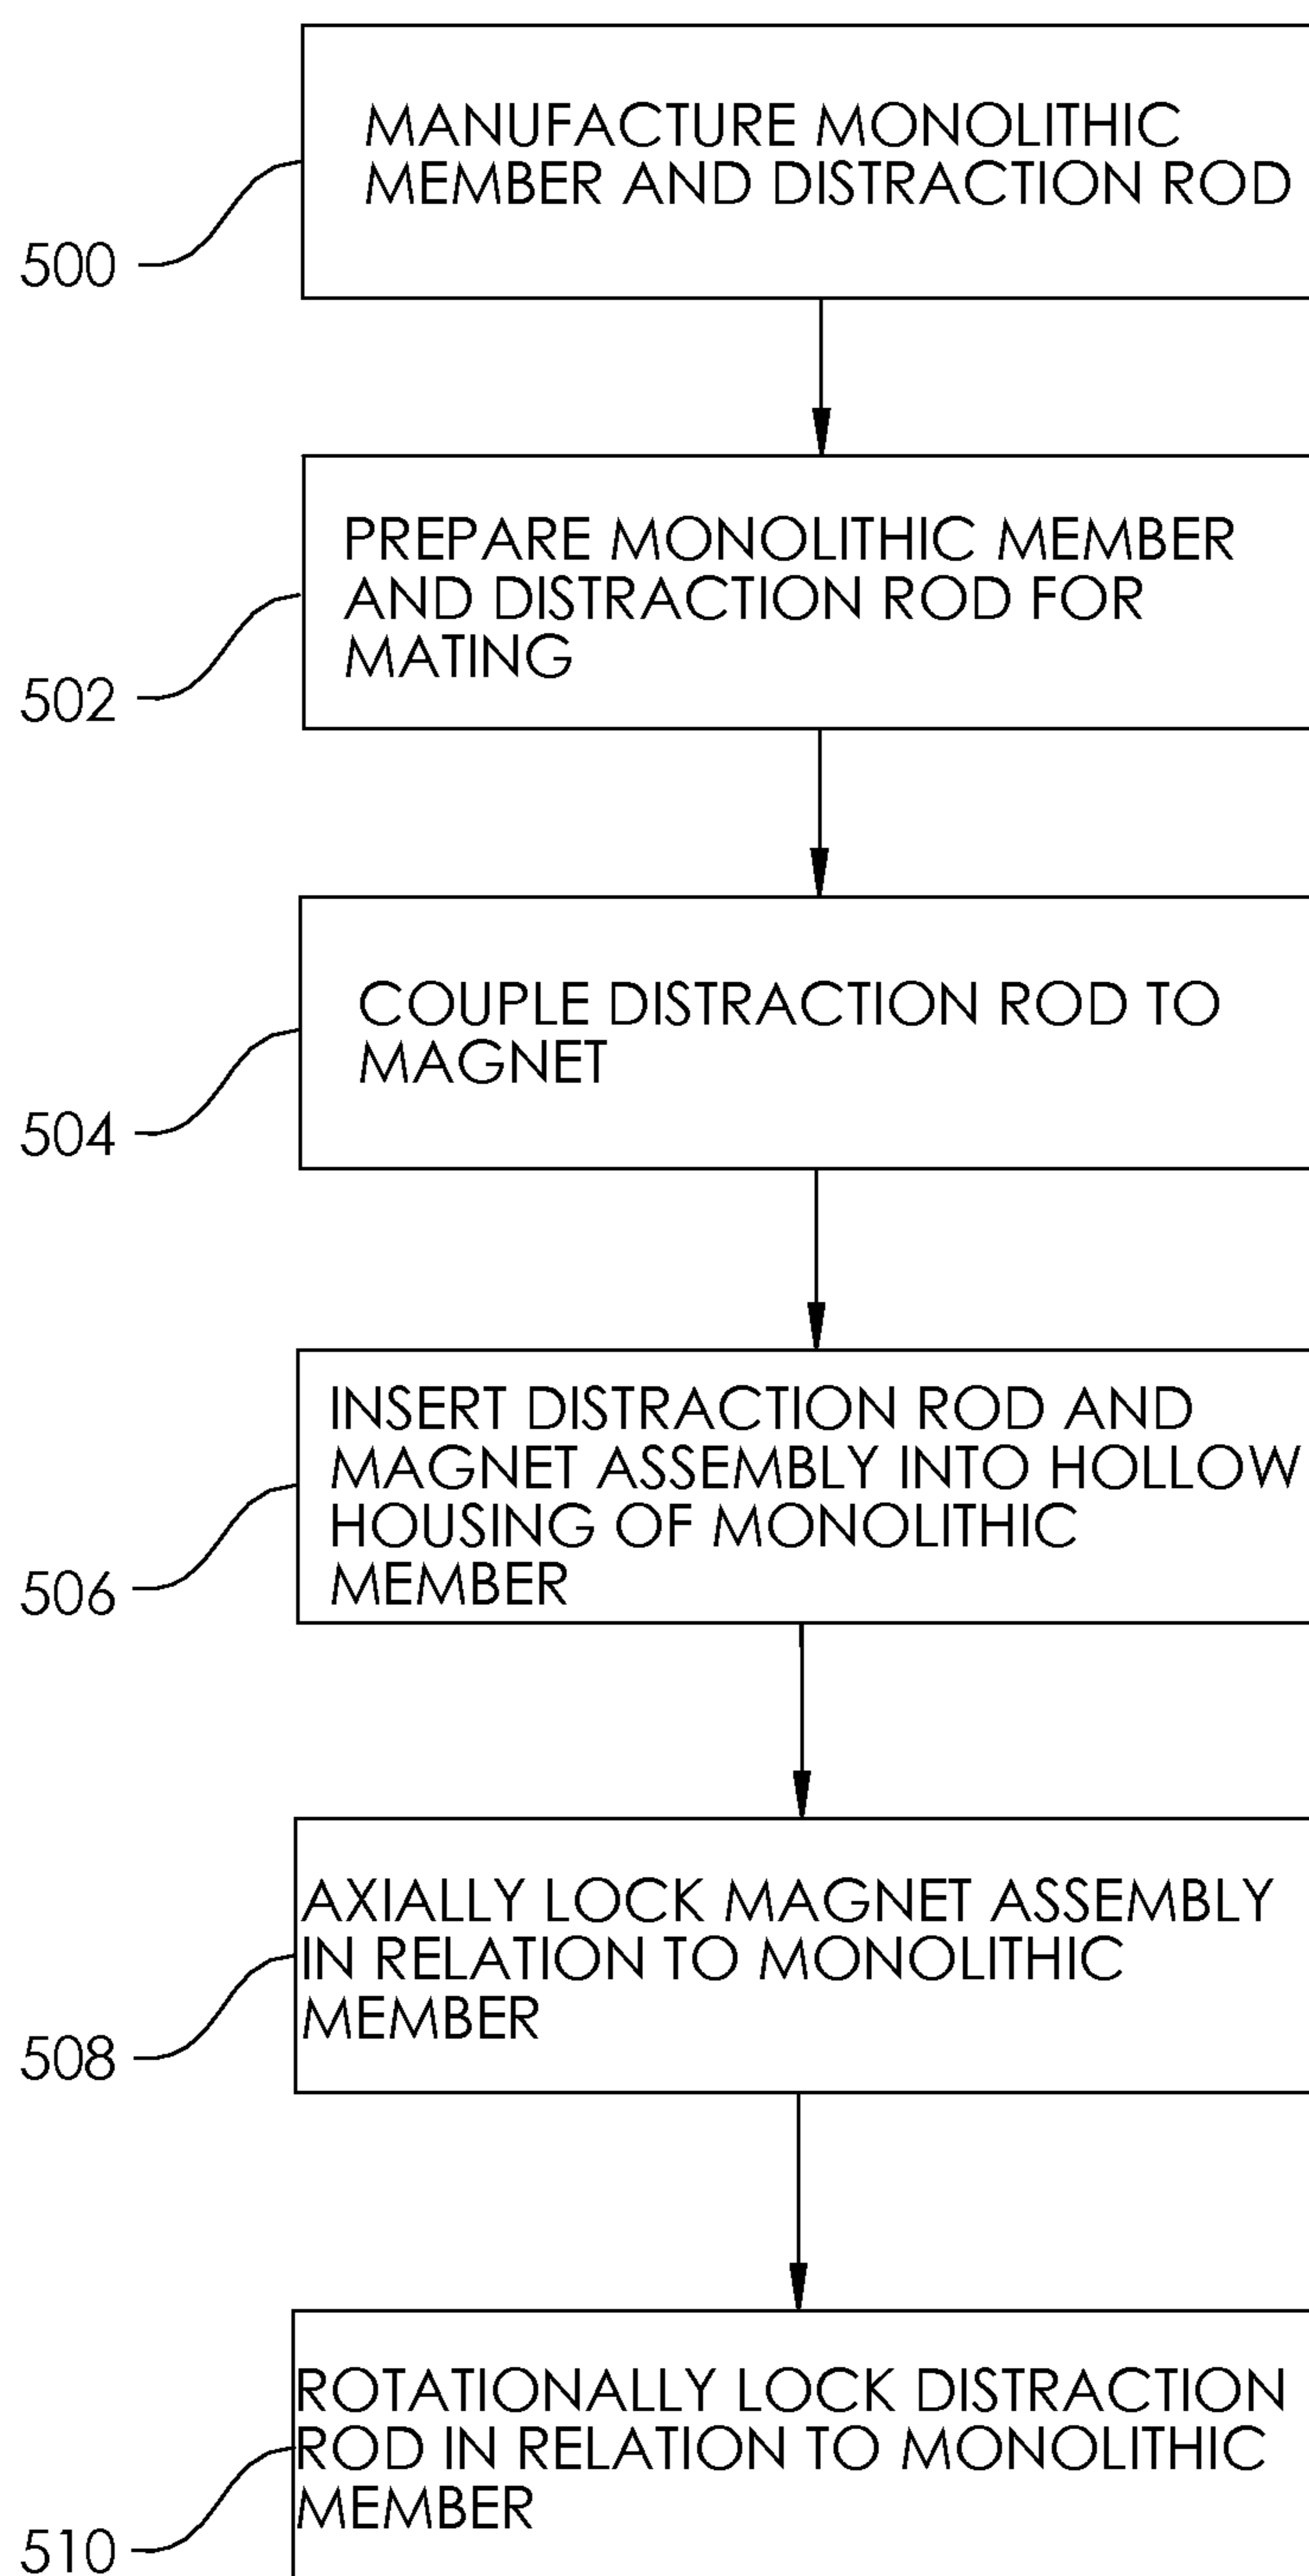 MANUFACTURE MONOLITHIC
MEMBER AND DISTRACTION ROD
500
PREPARE MONOLITHIC MEMBER
AND DISTRACTION ROD FOR
MATING
502
COUPLE DISTRACTION ROD TO
MAGNET
504
INSERT DISTRACTION ROD AND
MAGNET ASSEMBLY INTO HOLLOW
HOUSING OF MONOLITHIC
MEMBER
506
AXIALLY LOCK MAGNET ASSEMBLY
IN RELATION TO MONOLITHIC
MEMBER
508
ROTATIONALLY LOCK DISTRACTION
ROD IN RELATION TO MONOLITHIC
MEMBER
510